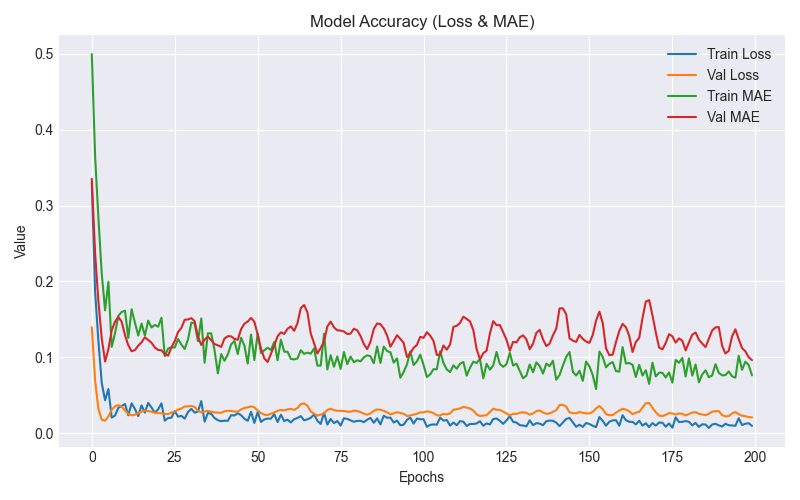 Model Accuracy (Loss & MAE)
0.5
0.4
0.3
0.2
0.1
0.0
Value
Train Loss
Val Loss
Train MAE
Val MAE
0 25 50 75 100 125 150 175 200
Epochs